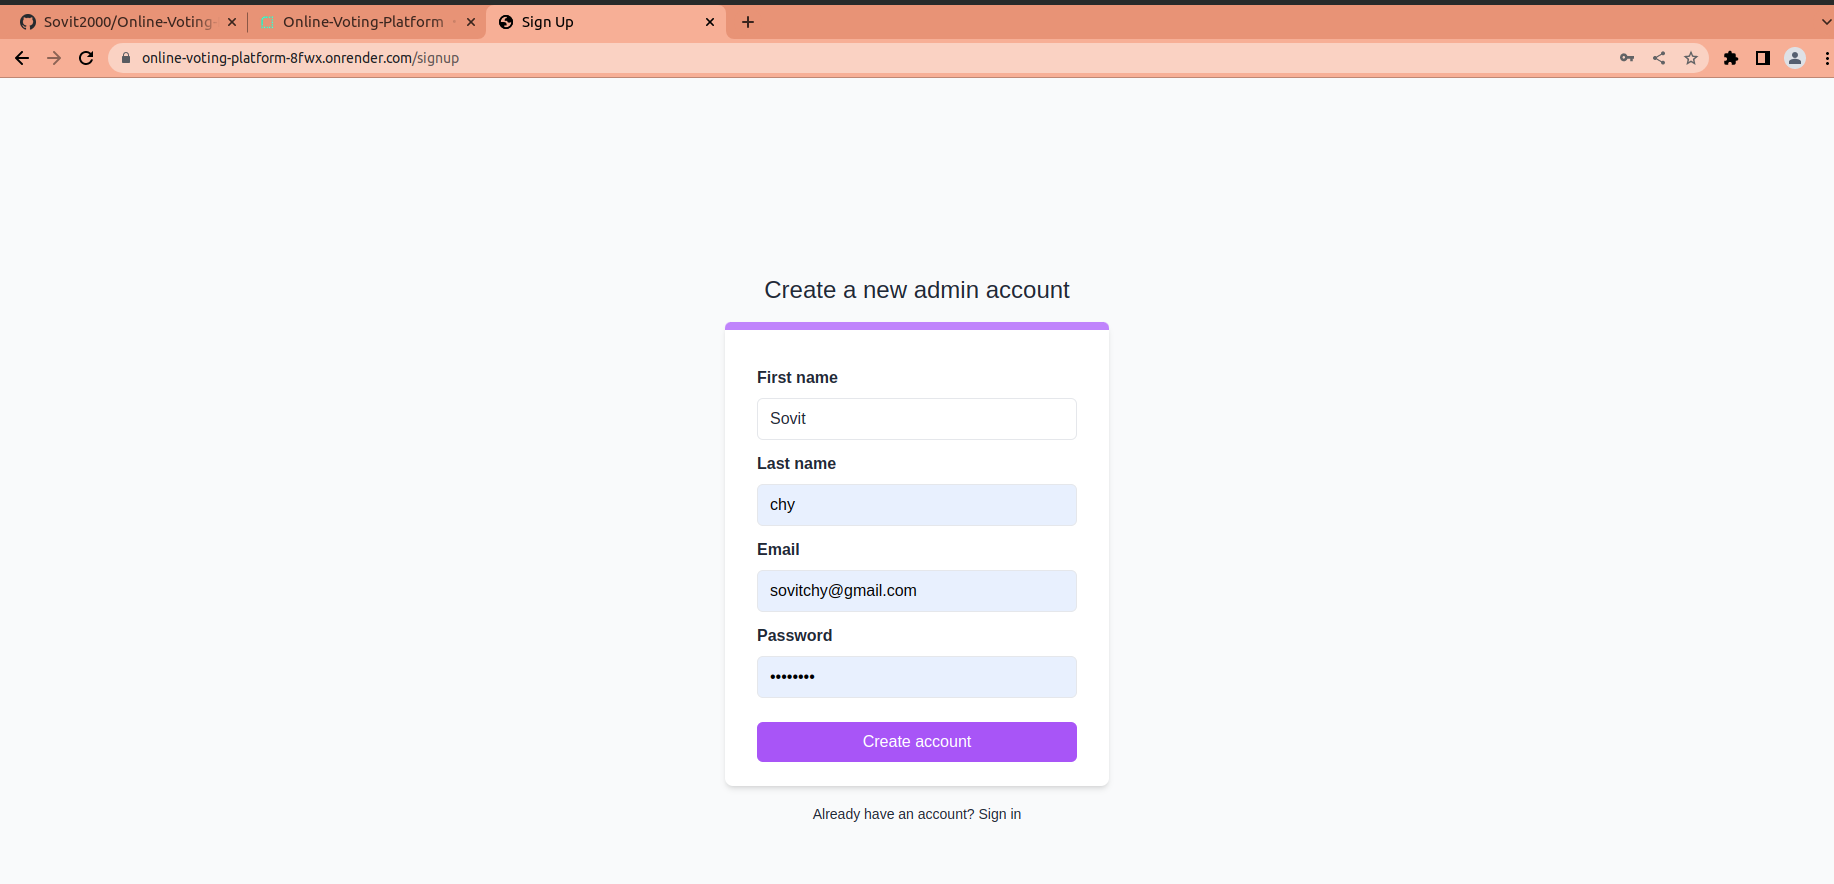 Sovit2000/Online-Voting-
Online-Voting-Platform
Sign Up
online-voting-platform-8fwx.onrender.com/signup
Create a new admin account
First name
Sovit
Last name
chy
Email
sovitchy@gmail.com
Password
••••••••
Create account
Already have an account? Sign in